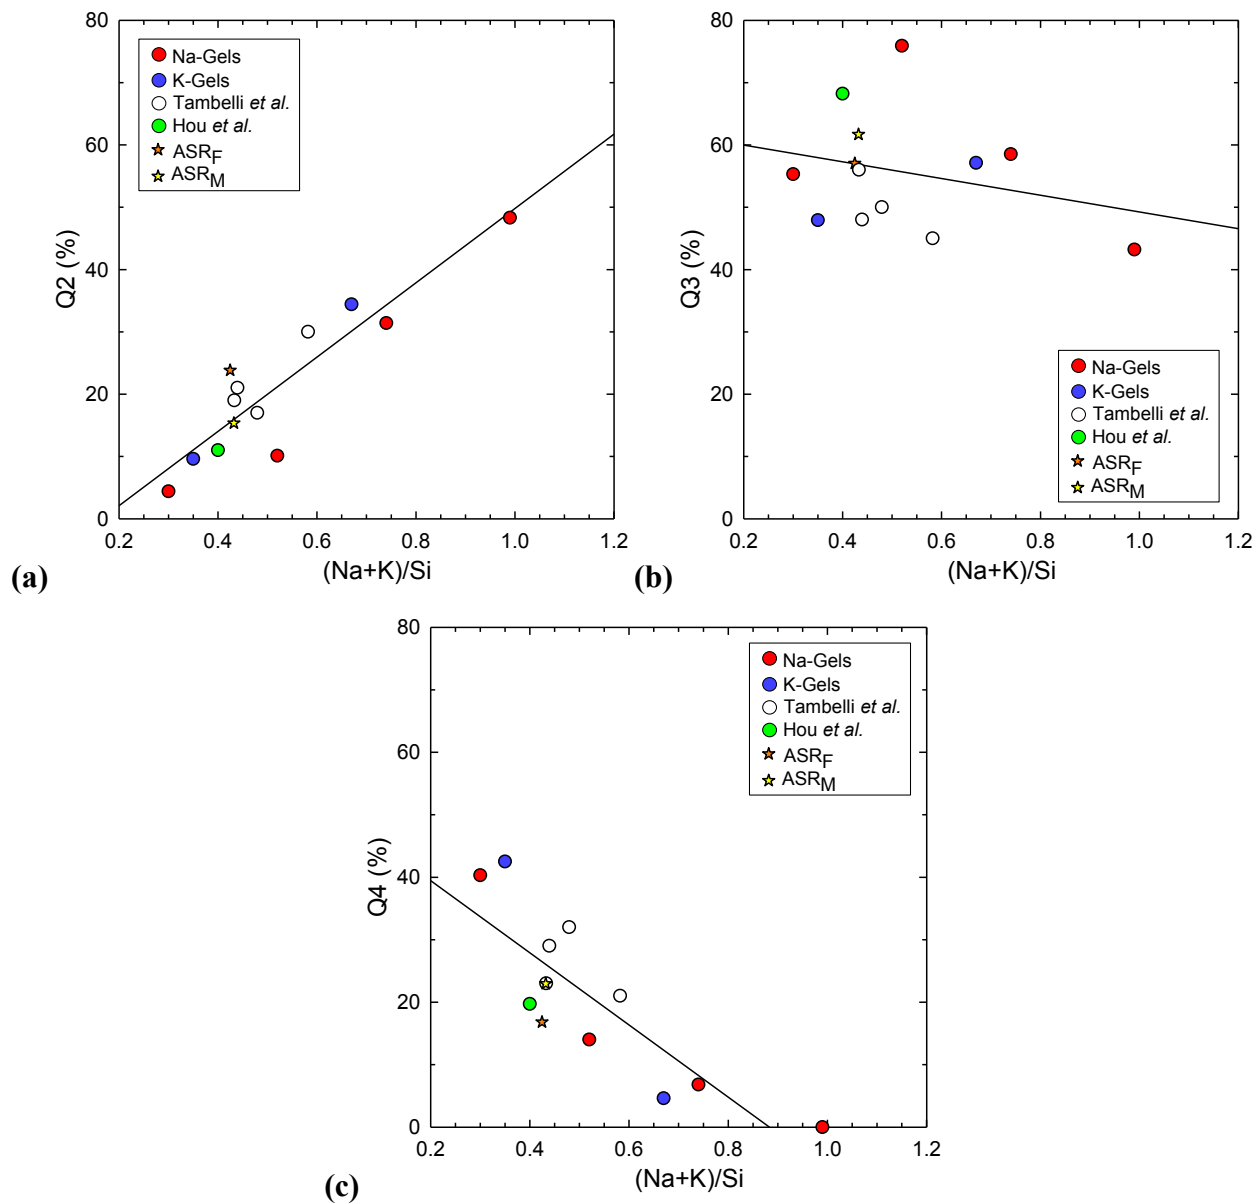 80
60
40
20
0
Q2 (%)
Na-Gels
K-Gels
Tambelli et al.
Hou et al.
ASRF
ASRM
0.2 0.4 0.6 0.8 1.0 1.2
(Na+K)/Si
(a)
80
60
40
20
0
Q3 (%)
Na-Gels
K-Gels
Tambelli et al.
Hou et al.
ASRF
ASRM
0.2 0.4 0.6 0.8 1.0 1.2
(Na+K)/Si
(b)
80
60
40
20
0
Q4 (%)
Na-Gels
K-Gels
Tambelli et al.
Hou et al.
ASRF
ASRM
0.2 0.4 0.6 0.8 1.0 1.2
(Na+K)/Si
(c)